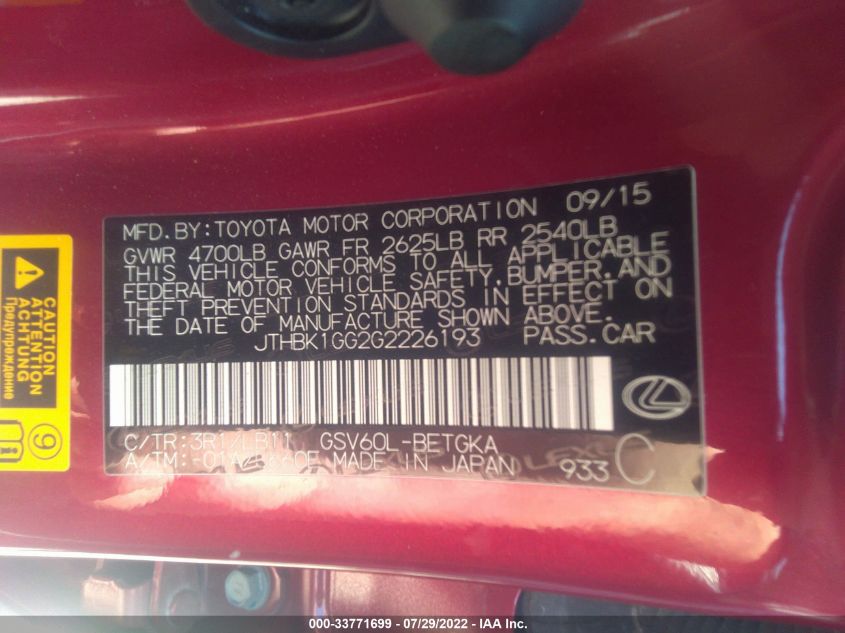 MFD.BY:TOYOTA MOTOR CORPORATION 09/15
GVWR 4700LB GAWR FR 2625LB RR 2540LB
THIS VEHICLE CONFORMS TO ALL APPLICABLE
FEDERAL MOTOR VEHICLE SAFETY,BUMPER,AND
THEFT PREVENTION STANDARDS IN EFFECT ON
THE DATE OF MANUFACTURE SHOWN ABOVE.
JTHBK1GG2G2226193 PASS.CAR
C/TR:3R1/LB11 GSV60L-BETGKA
A/TM: MADE IN JAPAN 933 C
CAUTION
ATTENTION
ACHTUNG
Предупреждение
9
000-33771699 / 07/29/2022 - IAA Inc.